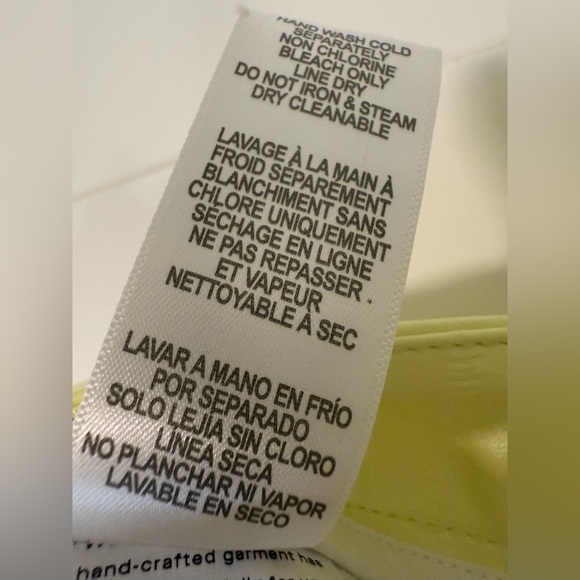 HAND WASH COLD
SEPARATELY
NON CHLORINE
BLEACH ONLY
LINE DRY
DO NOT IRON & STEAM
DRY CLEANABLE
LAVAGE À LA MAIN À
FROID SÉPARÉMENT
BLANCHIMENT SANS
CHLORE UNIQUEMENT
SÉCHAGE EN LIGNE
NE PAS REPASSER .
ET VAPEUR
NETTOYABLE À SEC
LAVAR A MANO EN FRÍO
POR SEPARADO
SOLO LEJÍA SIN CLORO
LÍNEA SECA
NO PLANCHAR NI VAPOR
LAVABLE EN SECO
hand-crafted garment has